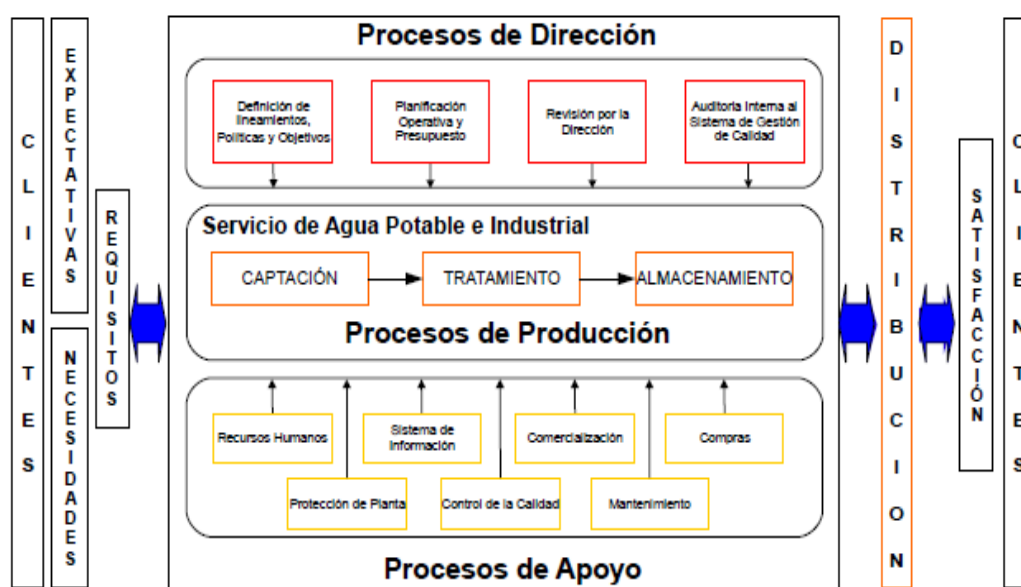 CLIENTES
EXPECTATIVAS
NECESIDADES
REQUISITOS
Procesos de Dirección
Definición de
lineamientos,
Políticas y Objetivos
Planificación
Operativa y
Presupuesto
Revisión por la
Dirección
Auditoria Interna al
Sistema de Gestión
de Calidad
Servicio de Agua Potable e Industrial
CAPTACIÓN
TRATAMIENTO
ALMACENAMIENTO
Procesos de Producción
Recursos Humanos
Sistema de
Información
Comercialización
Compras
Protección de Planta
Control de la Calidad
Mantenimiento
Procesos de Apoyo
DISTRIBUCION
SATISFACCIÓN
CLIENTES